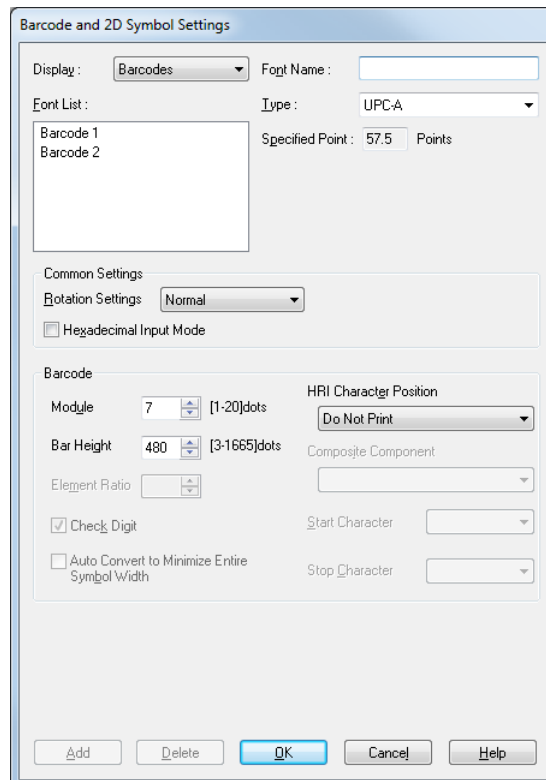 Barcode and 2D Symbol Settings
Display : Barcodes Font Name :
Font List : Type : UPC-A
Barcode 1
Barcode 2
Specified Point : 57.5 Points
Common Settings
Rotation Settings Normal
Hexadecimal Input Mode
Barcode
Module 7 [1-20]dots
Bar Height 480 [3-1665]dots
Element Ratio
Check Digit
Auto Convert to Minimize Entire
Symbol Width
HRI Character Position
Do Not Print
Composite Component
Start Character
Stop Character
Add Delete OK Cancel Help